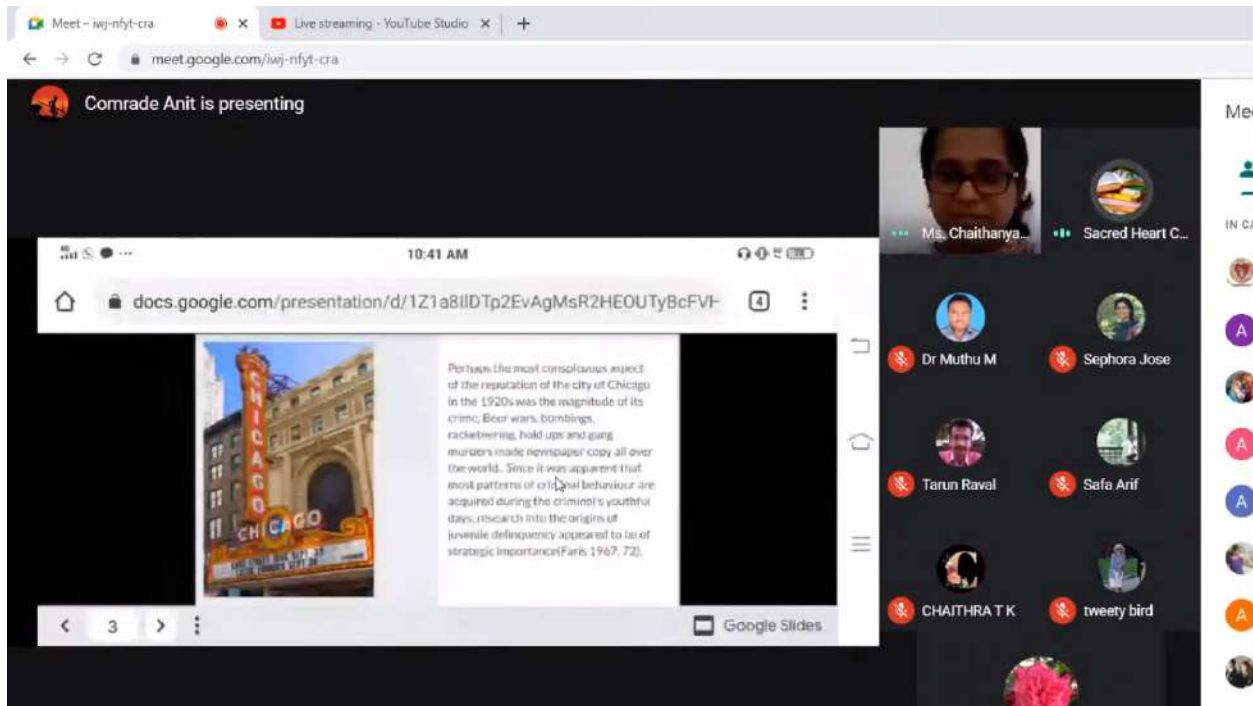 Meet – iwj-nfyt-cra
Live streaming - YouTube Studio
meet.google.com/iwj-nfyt-cra
Comrade Anit is presenting
10:41 AM
docs.google.com/presentation/d/
4
CHICAGO
CHICAGO
Perhaps the most conspicuous aspect
of the reputation of the city of Chicago
in the 1920s was the magnitude of its
crime, Beer wars, bombings,
racketeering, hold ups and gang
murders made newspaper copy all over
the world. Since it was apparent that
most patterns of criminal behaviour are
acquired during the criminal's youthful
days, research into the origins of
juvenile delinquency appeared to be of
strategic importance(Faris 1967, 72).
3
Google Slides
Ms. Chaithanya...
Sacred Heart C...
Dr Muthu M
Sephora Jose
Tarun Raval
Safa Arif
CHAITHRA T K
tweety bird
IN CA
A
A
A
A